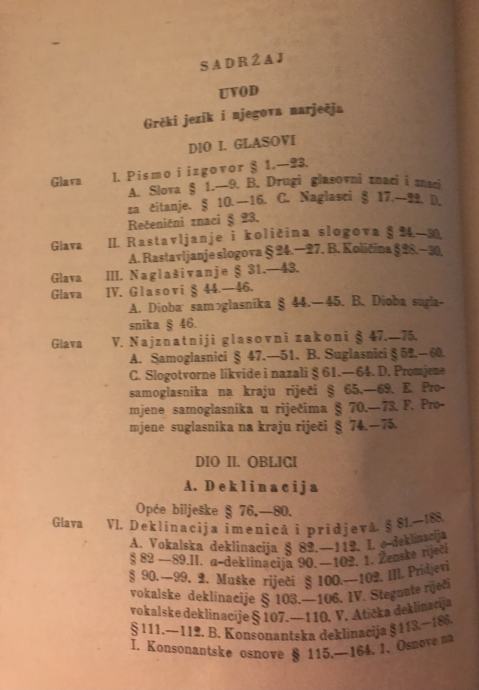 SADRŽAJ
UVOD
Grčki jezik i njegova narječja
DIO I. GLASOVI
Glava I. Pismo i izgovor § 1.—23.
A. Slova § 1.—9. B. Drugi glasovni znaci i znaci
za čitanje. § 10.—16. C. Naglasci § 17.—22. D.
Rečenični znaci § 23.
Glava II. Rastavljanje i količina slogova § 24.—30.
A. Rastavljanje slogova § 24.—27. B. Količina § 28.—30.
Glava III. Naglašivanje § 31.—43.
Glava IV. Glasovi § 44.—46.
A. Dioba samoglasnika § 44.—45. B. Dioba sugla-
snika § 46.
Glava V. Najznatniji glasovni zakoni § 47.—75.
A. Samoglasnici § 47.—51. B. Suglasnici § 52.—60.
C. Slogotvorne likvide i nazali § 61.—64. D. Promjene
samoglasnika na kraju riječi § 65.—69. E. Pro-
mjene samoglasnika u riječima § 70.—73. F. Pro-
mjene suglasnika na kraju riječi § 74.—75.
DIO II. OBLICI
A. Deklinacija
Opće bilješke § 76.—80.
Glava VI. Deklinacija imenicâ i pridjevâ. § 81.—188.
A. Vokalska deklinacija § 82.—112. I. o-deklinacija
§ 82—89. II. a-deklinacija 90.—102. 1. Ženske riječi
§ 90.—99. 2. Muške riječi § 100.—102. III. Pridjevi
vokalske deklinacije § 103.—106. IV. Stegnute riječi
vokalske deklinacije § 107.—110. V. Atička deklinacija
§ 111.—112. B. Konsonantska deklinacija § 113.—186.
I. Konsonantske osnove § 115.—164. 1. Osnove na